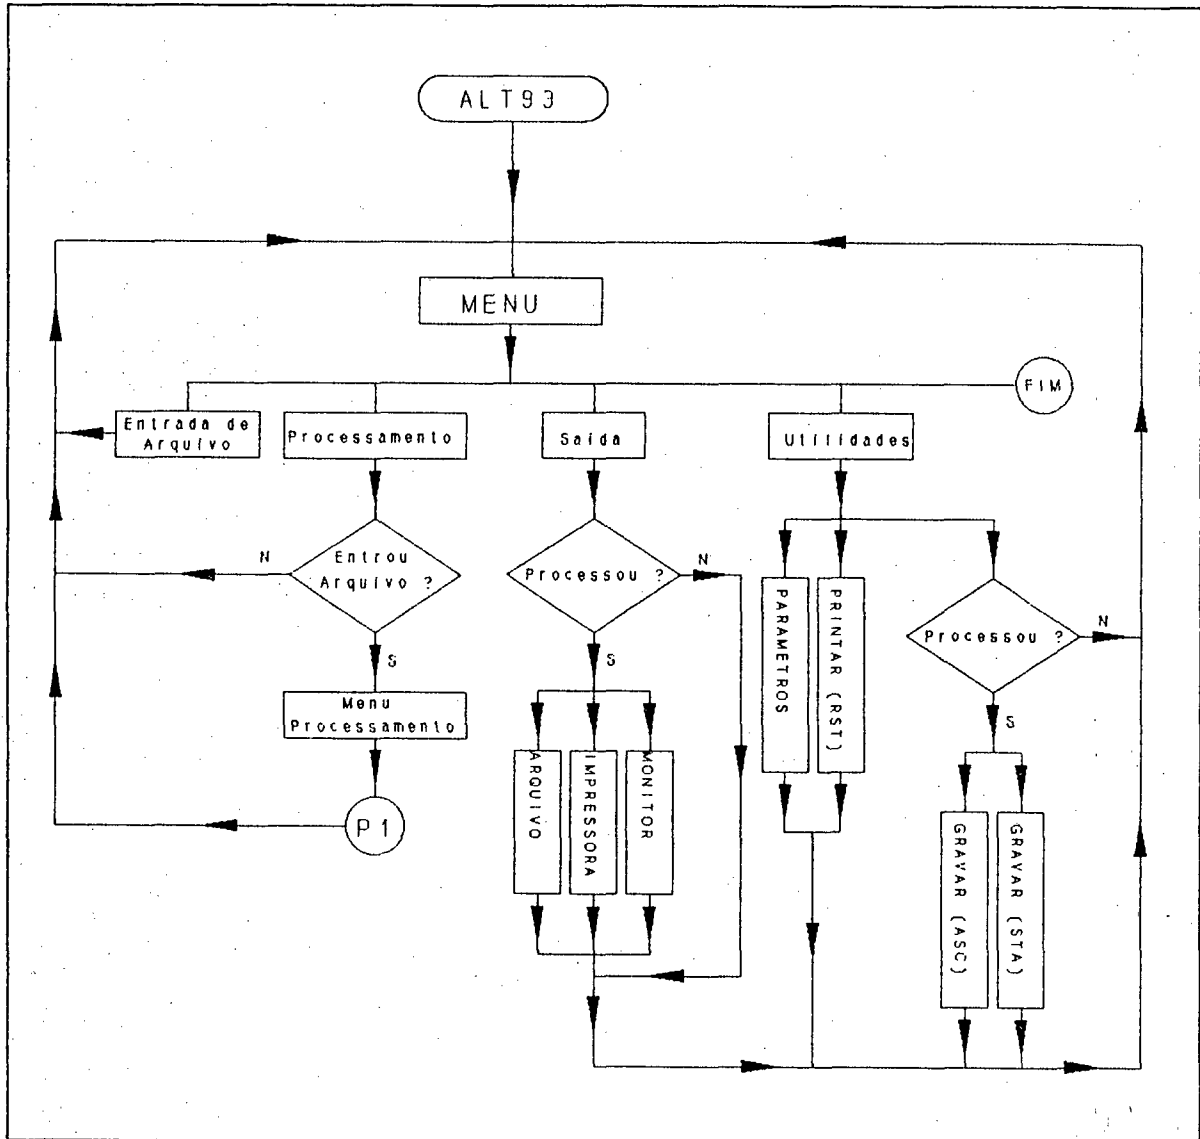 ALT93
MENU
FIM
Entrada de
Arquivo
Processamento
Saída
Utilidades
N
Entrou
Arquivo ?
S
Menu
Processamento
P1
Processou ?
N
S
ARQUIVO
IMPRESSORA
MONITOR
PARAMETROS
PRINTAR (RST)
Processou ?
N
S
GRAVAR (ASC)
GRAVAR (STA)